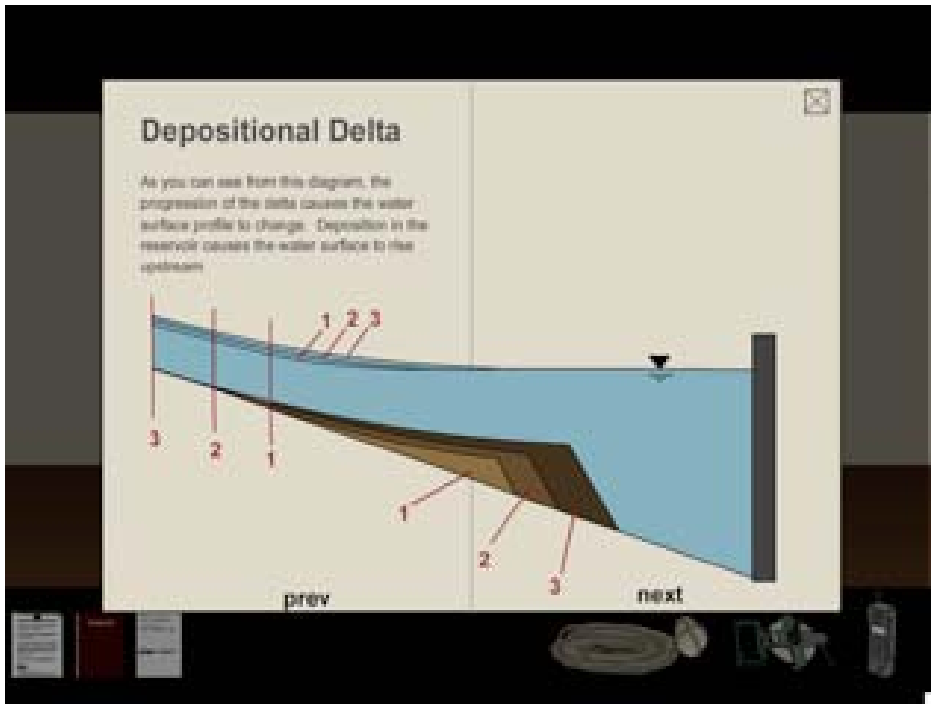 Depositional Delta
As you can see from this diagram, the
progression of the delta causes the water
surface profile to change. Deposition in the
reservoir causes the water surface to rise
upstream
1 2 3
3
2
1
1
2
3
prev
next